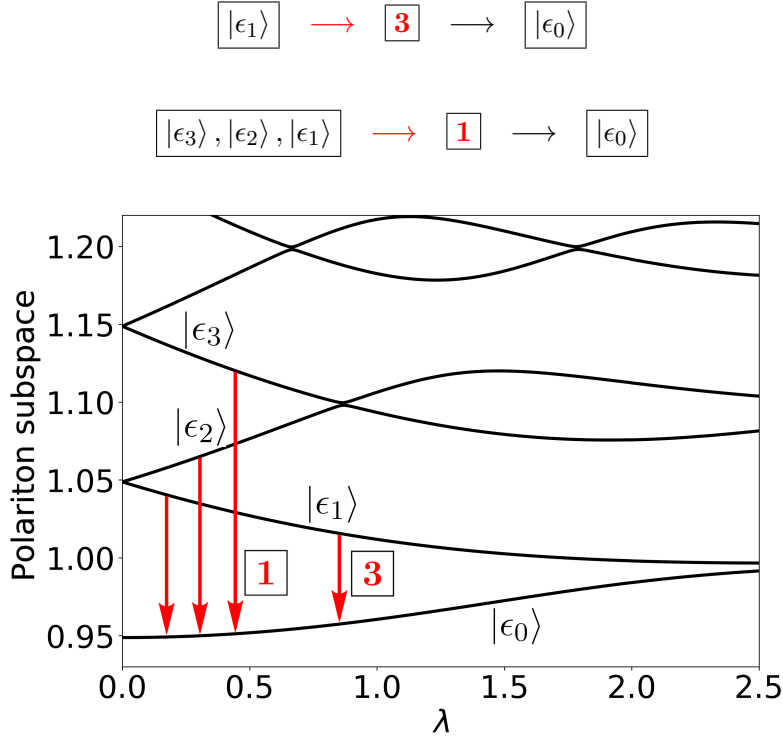 |ϵ₁⟩ → 3 → |ϵ₀⟩
|ϵ₃⟩, |ϵ₂⟩, |ϵ₁⟩ → 1 → |ϵ₀⟩
Polariton subspace
1.20
1.15
1.10
1.05
1.00
0.95
|ϵ₃⟩
|ϵ₂⟩
|ϵ₁⟩
1
3
|ϵ₀⟩
0.0 0.5 1.0 1.5 2.0 2.5
λ